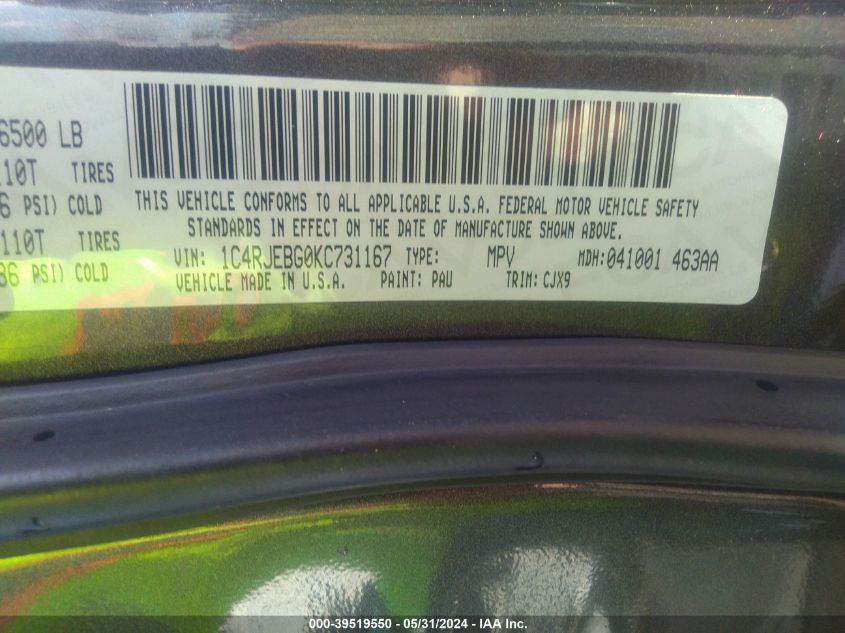 6500 LB
110T TIRES
6 PSI) COLD
THIS VEHICLE CONFORMS TO ALL APPLICABLE U.S.A. FEDERAL MOTOR VEHICLE SAFETY
STANDARDS IN EFFECT ON THE DATE OF MANUFACTURE SHOWN ABOVE.
110T TIRES
36 PSI) COLD
VIN: 1C4RJEBG0KC731167 TYPE: MPV MDH:041001 463AA
VEHICLE MADE IN U.S.A. PAINT: PAU TRIM: CJX9
000-39519550 - 05/31/2024 - IAA Inc.